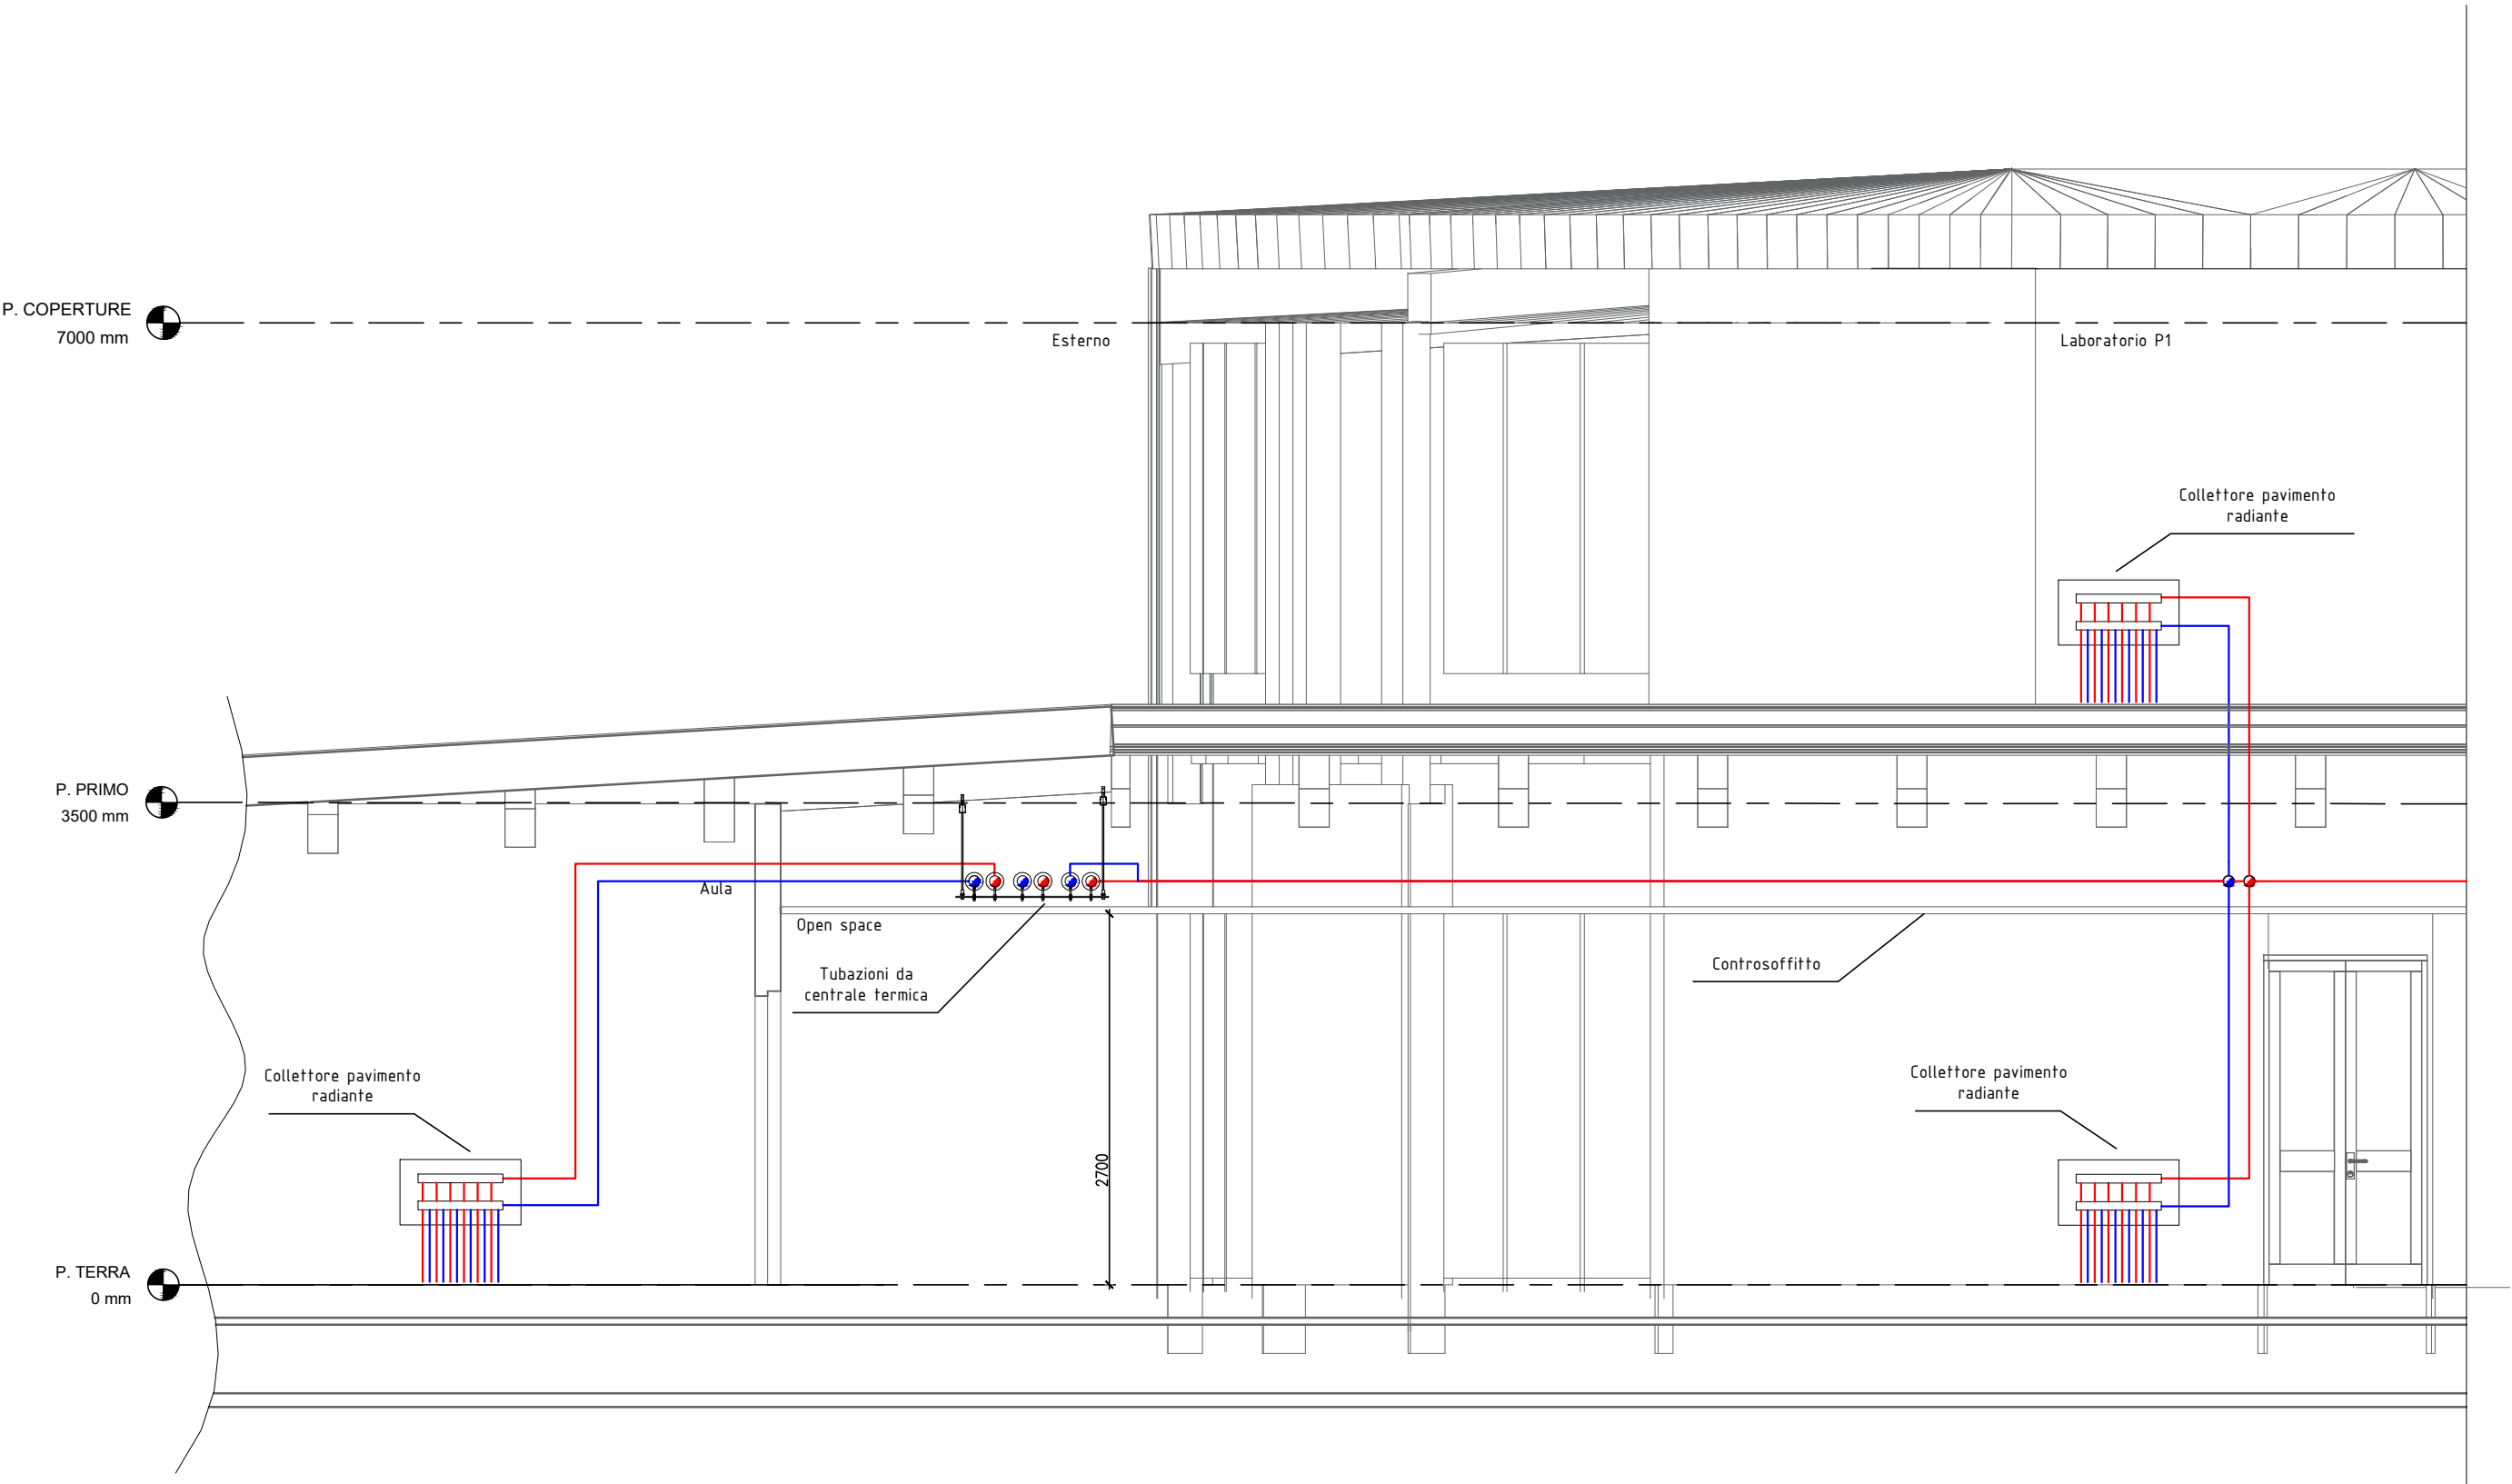 P. COPERTURE
7000 mm
Esterno
Laboratorio P1
Collettore pavimento
radiante
P. PRIMO
3500 mm
Aula
Open space
Controsoffitto
Tubazioni da
centrale termica
Collettore pavimento
radiante
Collettore pavimento
radiante
2700
P. TERRA
0 mm